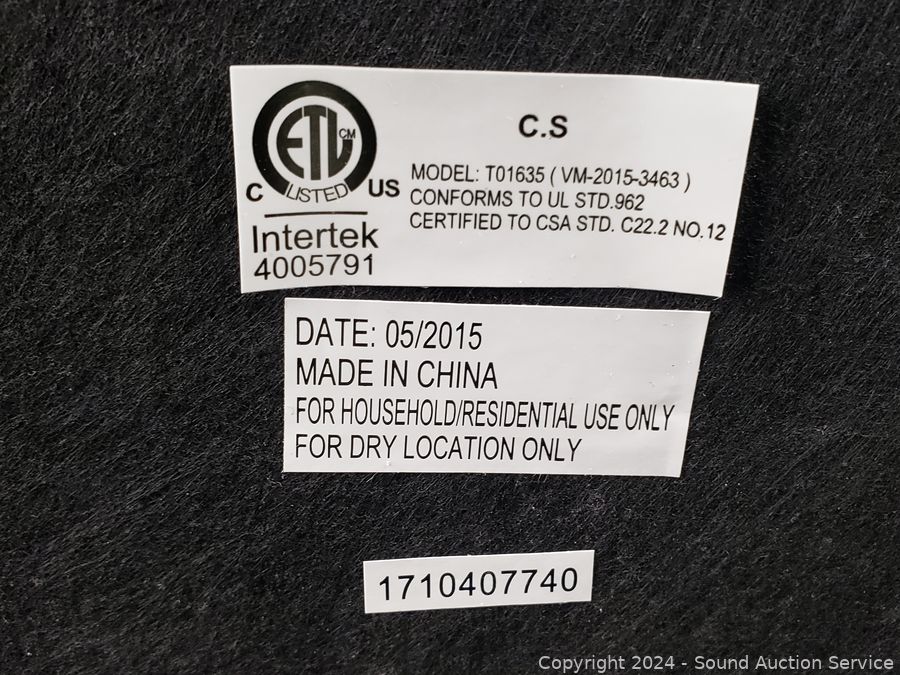 ETL CM
LISTED
C US
Intertek
4005791
C.S
MODEL: T01635 ( VM-2015-3463 )
CONFORMS TO UL STD.962
CERTIFIED TO CSA STD. C22.2 NO.12
DATE: 05/2015
MADE IN CHINA
FOR HOUSEHOLD/RESIDENTIAL USE ONLY
FOR DRY LOCATION ONLY
1710407740
Copyright © 2024 - Sound Auction Service